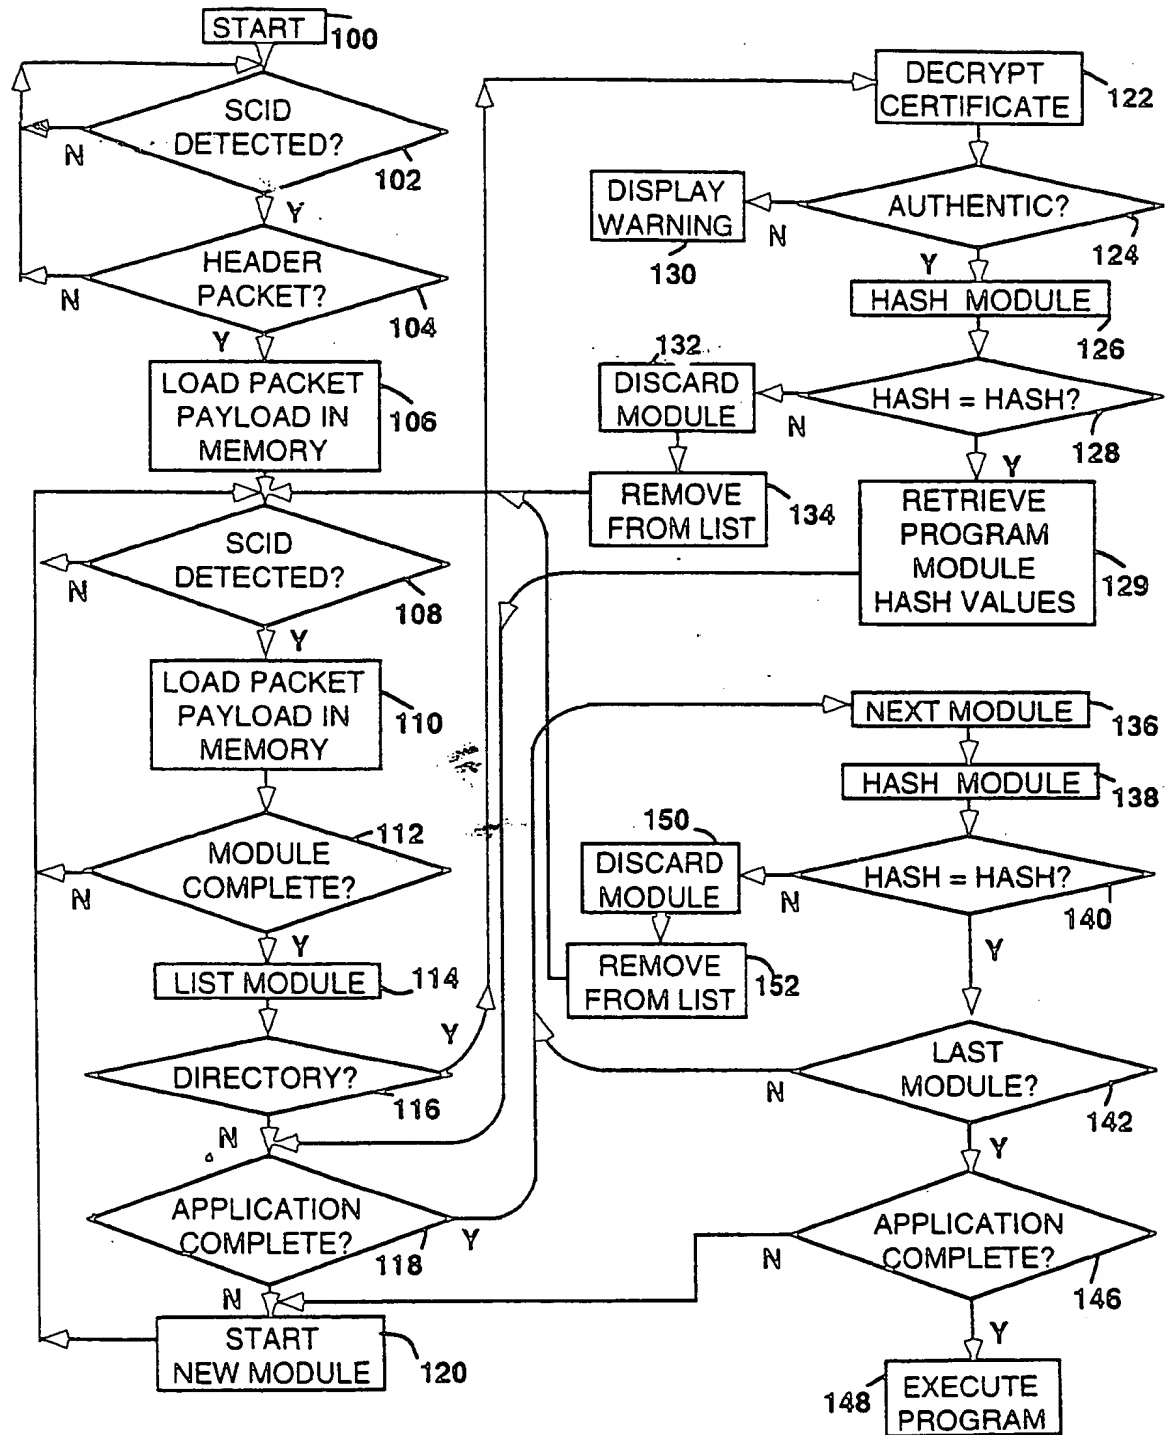 START
100
SCID
DETECTED?
102
N
Y
HEADER
PACKET?
104
N
Y
LOAD PACKET
PAYLOAD IN
MEMORY
106
SCID
DETECTED?
108
N
Y
LOAD PACKET
PAYLOAD IN
MEMORY
110
MODULE
COMPLETE?
112
N
Y
LIST MODULE
114
DIRECTORY?
116
Y
N
APPLICATION
COMPLETE?
118
Y
N
START
NEW MODULE
120
DECRYPT
CERTIFICATE
122
AUTHENTIC?
124
N
Y
DISPLAY
WARNING
130
HASH MODULE
126
HASH = HASH?
128
N
Y
132
DISCARD
MODULE
REMOVE
FROM LIST
134
RETRIEVE
PROGRAM
MODULE
HASH VALUES
129
NEXT MODULE
136
HASH MODULE
138
HASH = HASH?
140
N
Y
150
DISCARD
MODULE
REMOVE
FROM LIST
152
LAST
MODULE?
142
N
Y
APPLICATION
COMPLETE?
146
N
Y
148
EXECUTE
PROGRAM